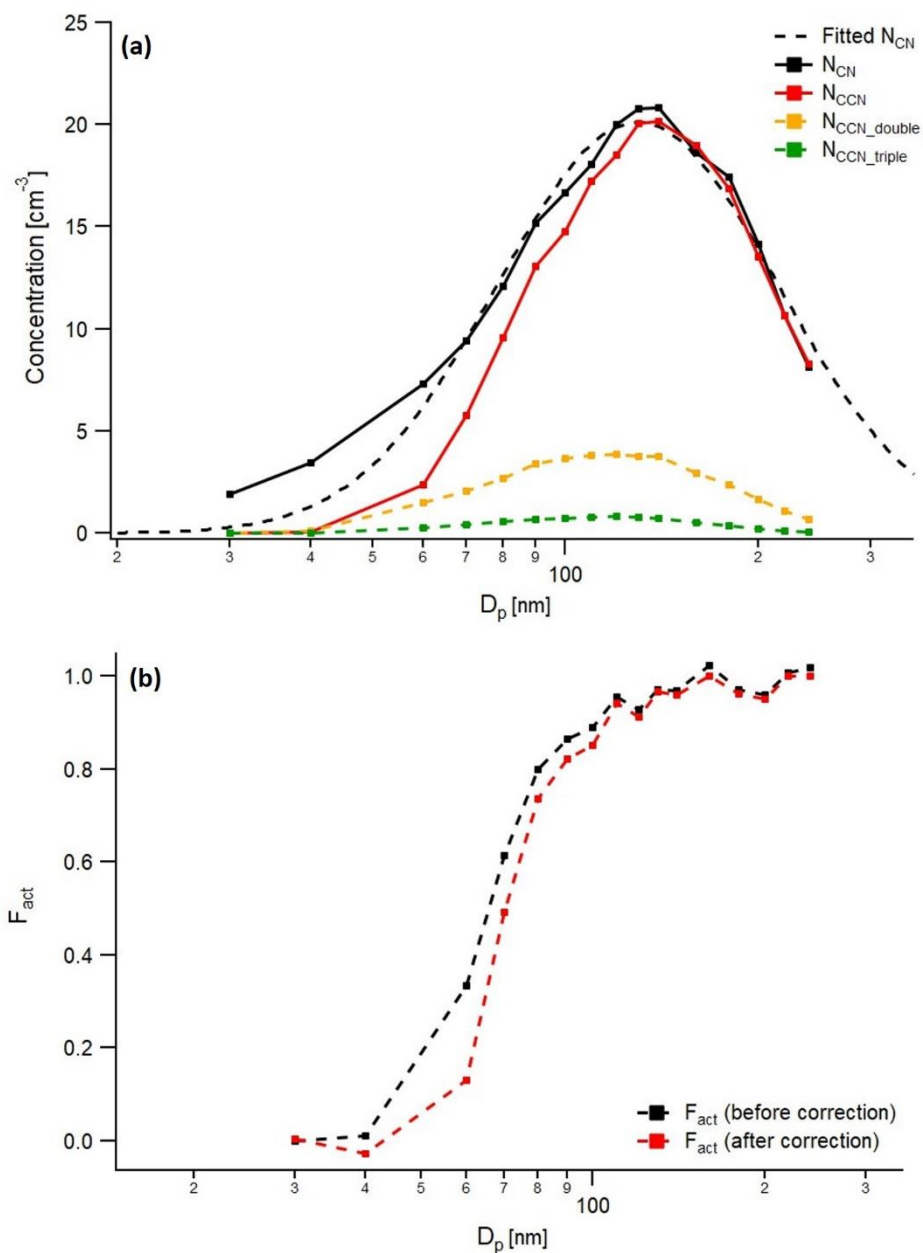 (a)
25
20
15
10
5
0
Concentration [cm⁻³]
Fitted N_CN
N_CN
N_CCN
N_CCN_double
N_CCN_triple
2 3 4 5 6 7 8 9 100 2 3
D_p [nm]
(b)
1.0
0.8
0.6
0.4
0.2
0.0
F_act
F_act (before correction)
F_act (after correction)
2 3 4 5 6 7 8 9 100 2 3
D_p [nm]